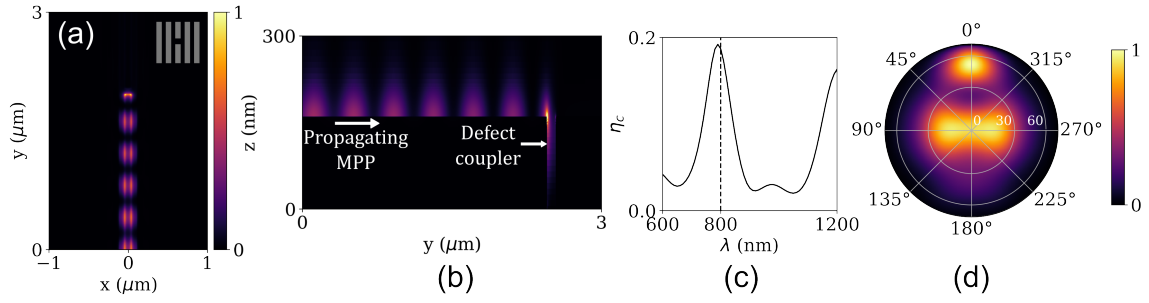 (a)
3
0
y (μm)
−1
0
1
x (μm)
1
0
z (nm)
300
0
Propagating
MPP
Defect
coupler
0
3
y (μm)
(b)
0.2
0.0
η_c
600
800
1200
λ (nm)
(c)
0°
45°
315°
90°
0
30
60
270°
135°
225°
180°
1
0
(d)